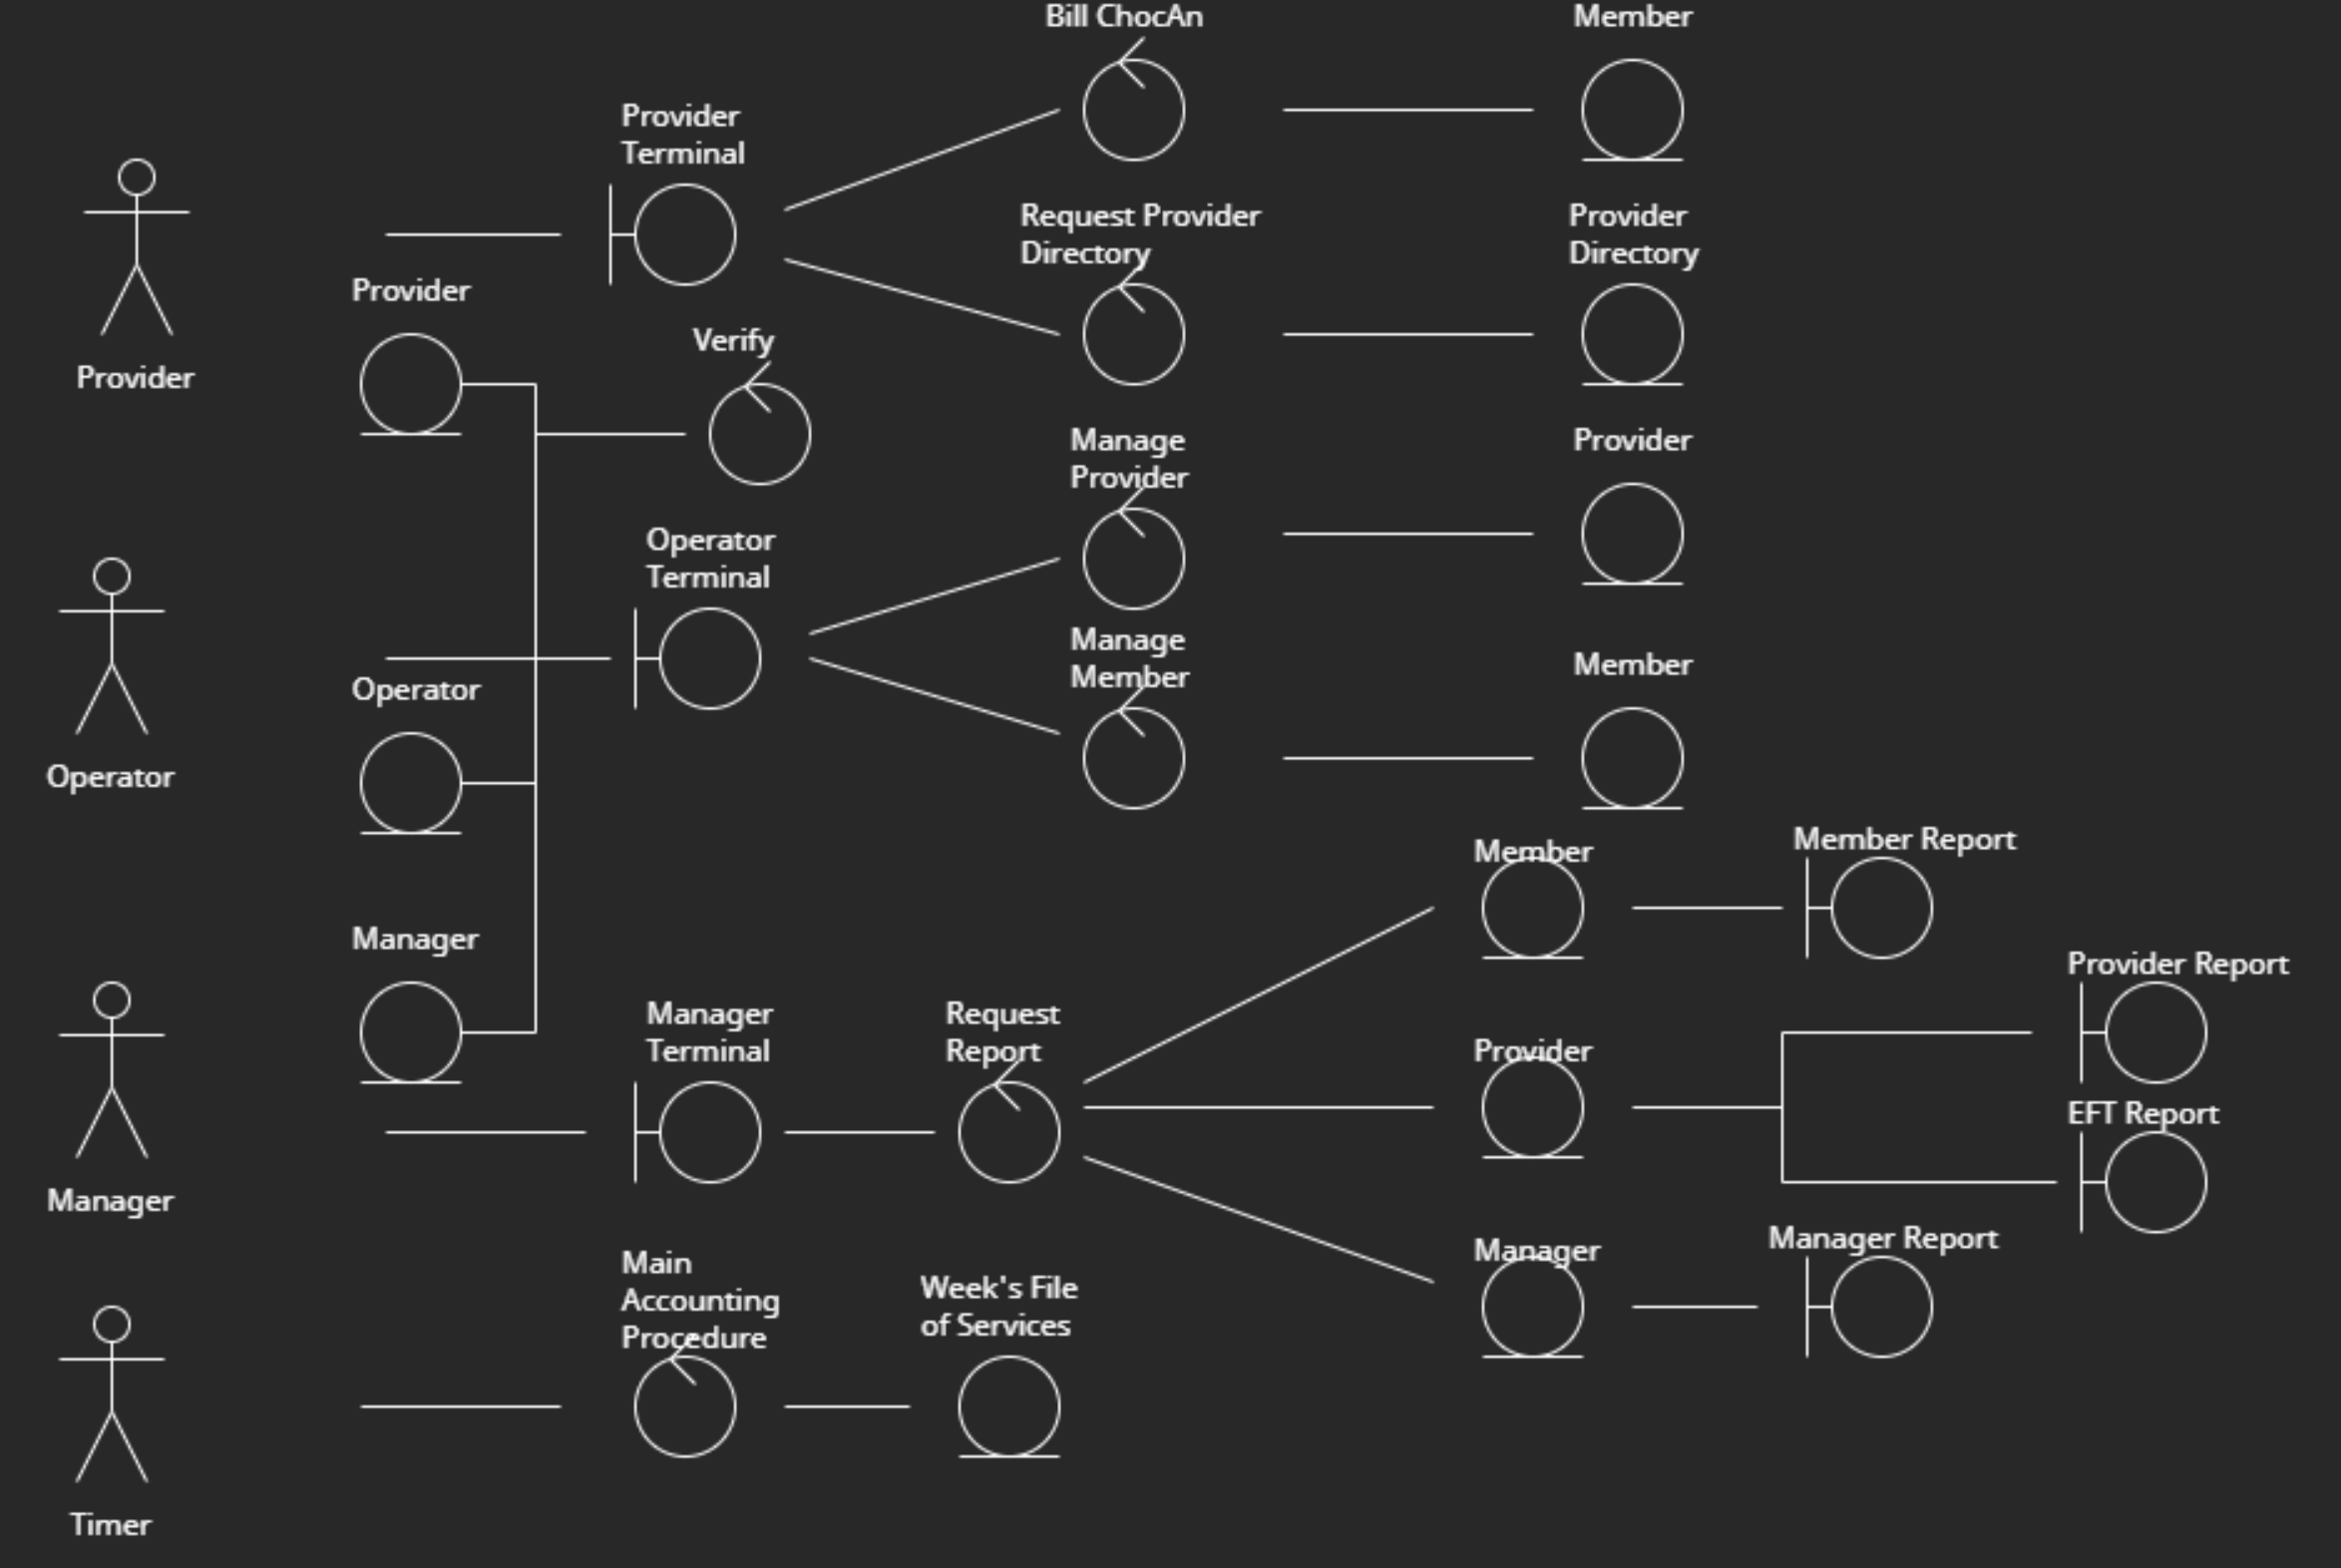 Bill ChocAn
Member
Provider
Terminal
Request Provider
Directory
Provider
Directory
Provider
Verify
Provider
Manage
Provider
Provider
Operator
Terminal
Manage
Member
Member
Operator
Operator
Member
Member Report
Manager
Provider Report
Manager
Terminal
Request
Report
Provider
EFT Report
Manager
Manager
Manager Report
Main
Accounting
Procedure
Week's File
of Services
Timer